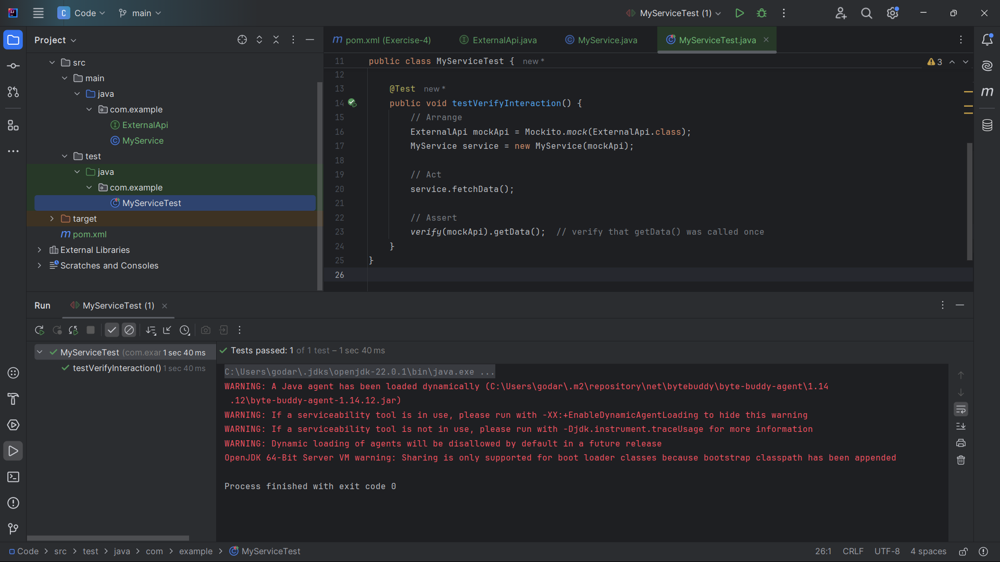 C Code main MyServiceTest (1)
Project
src
main
java
com.example
ExternalApi
MyService
test
java
com.example
MyServiceTest
target
m pom.xml
External Libraries
Scratches and Consoles
m pom.xml (Exercise-4) ExternalApi.java MyService.java MyServiceTest.java
11 public class MyServiceTest { new *
3
12
13 @Test new *
14 public void testVerifyInteraction() {
15 // Arrange
16 ExternalApi mockApi = Mockito.mock(ExternalApi.class);
17 MyService service = new MyService(mockApi);
18
19 // Act
20 service.fetchData();
21
22 // Assert
23 verify(mockApi).getData(); // verify that getData() was called once
24 }
25 }
26
Run MyServiceTest (1)
MyServiceTest (com.exar 1 sec 40 ms
testVerifyInteraction() 1 sec 40 ms
Tests passed: 1 of 1 test – 1 sec 40 ms
C:\Users\godar\.jdks\openjdk-22.0.1\bin\java.exe ...
WARNING: A Java agent has been loaded dynamically (C:\Users\godar\.m2\repository\net\bytebuddy\byte-buddy-agent\1.14
.12\byte-buddy-agent-1.14.12.jar)
WARNING: If a serviceability tool is in use, please run with -XX:+EnableDynamicAgentLoading to hide this warning
WARNING: If a serviceability tool is not in use, please run with -Djdk.instrument.traceUsage for more information
WARNING: Dynamic loading of agents will be disallowed by default in a future release
OpenJDK 64-Bit Server VM warning: Sharing is only supported for boot loader classes because bootstrap classpath has been appended
Process finished with exit code 0
Code > src > test > java > com > example > MyServiceTest
26:1 CRLF UTF-8 4 spaces